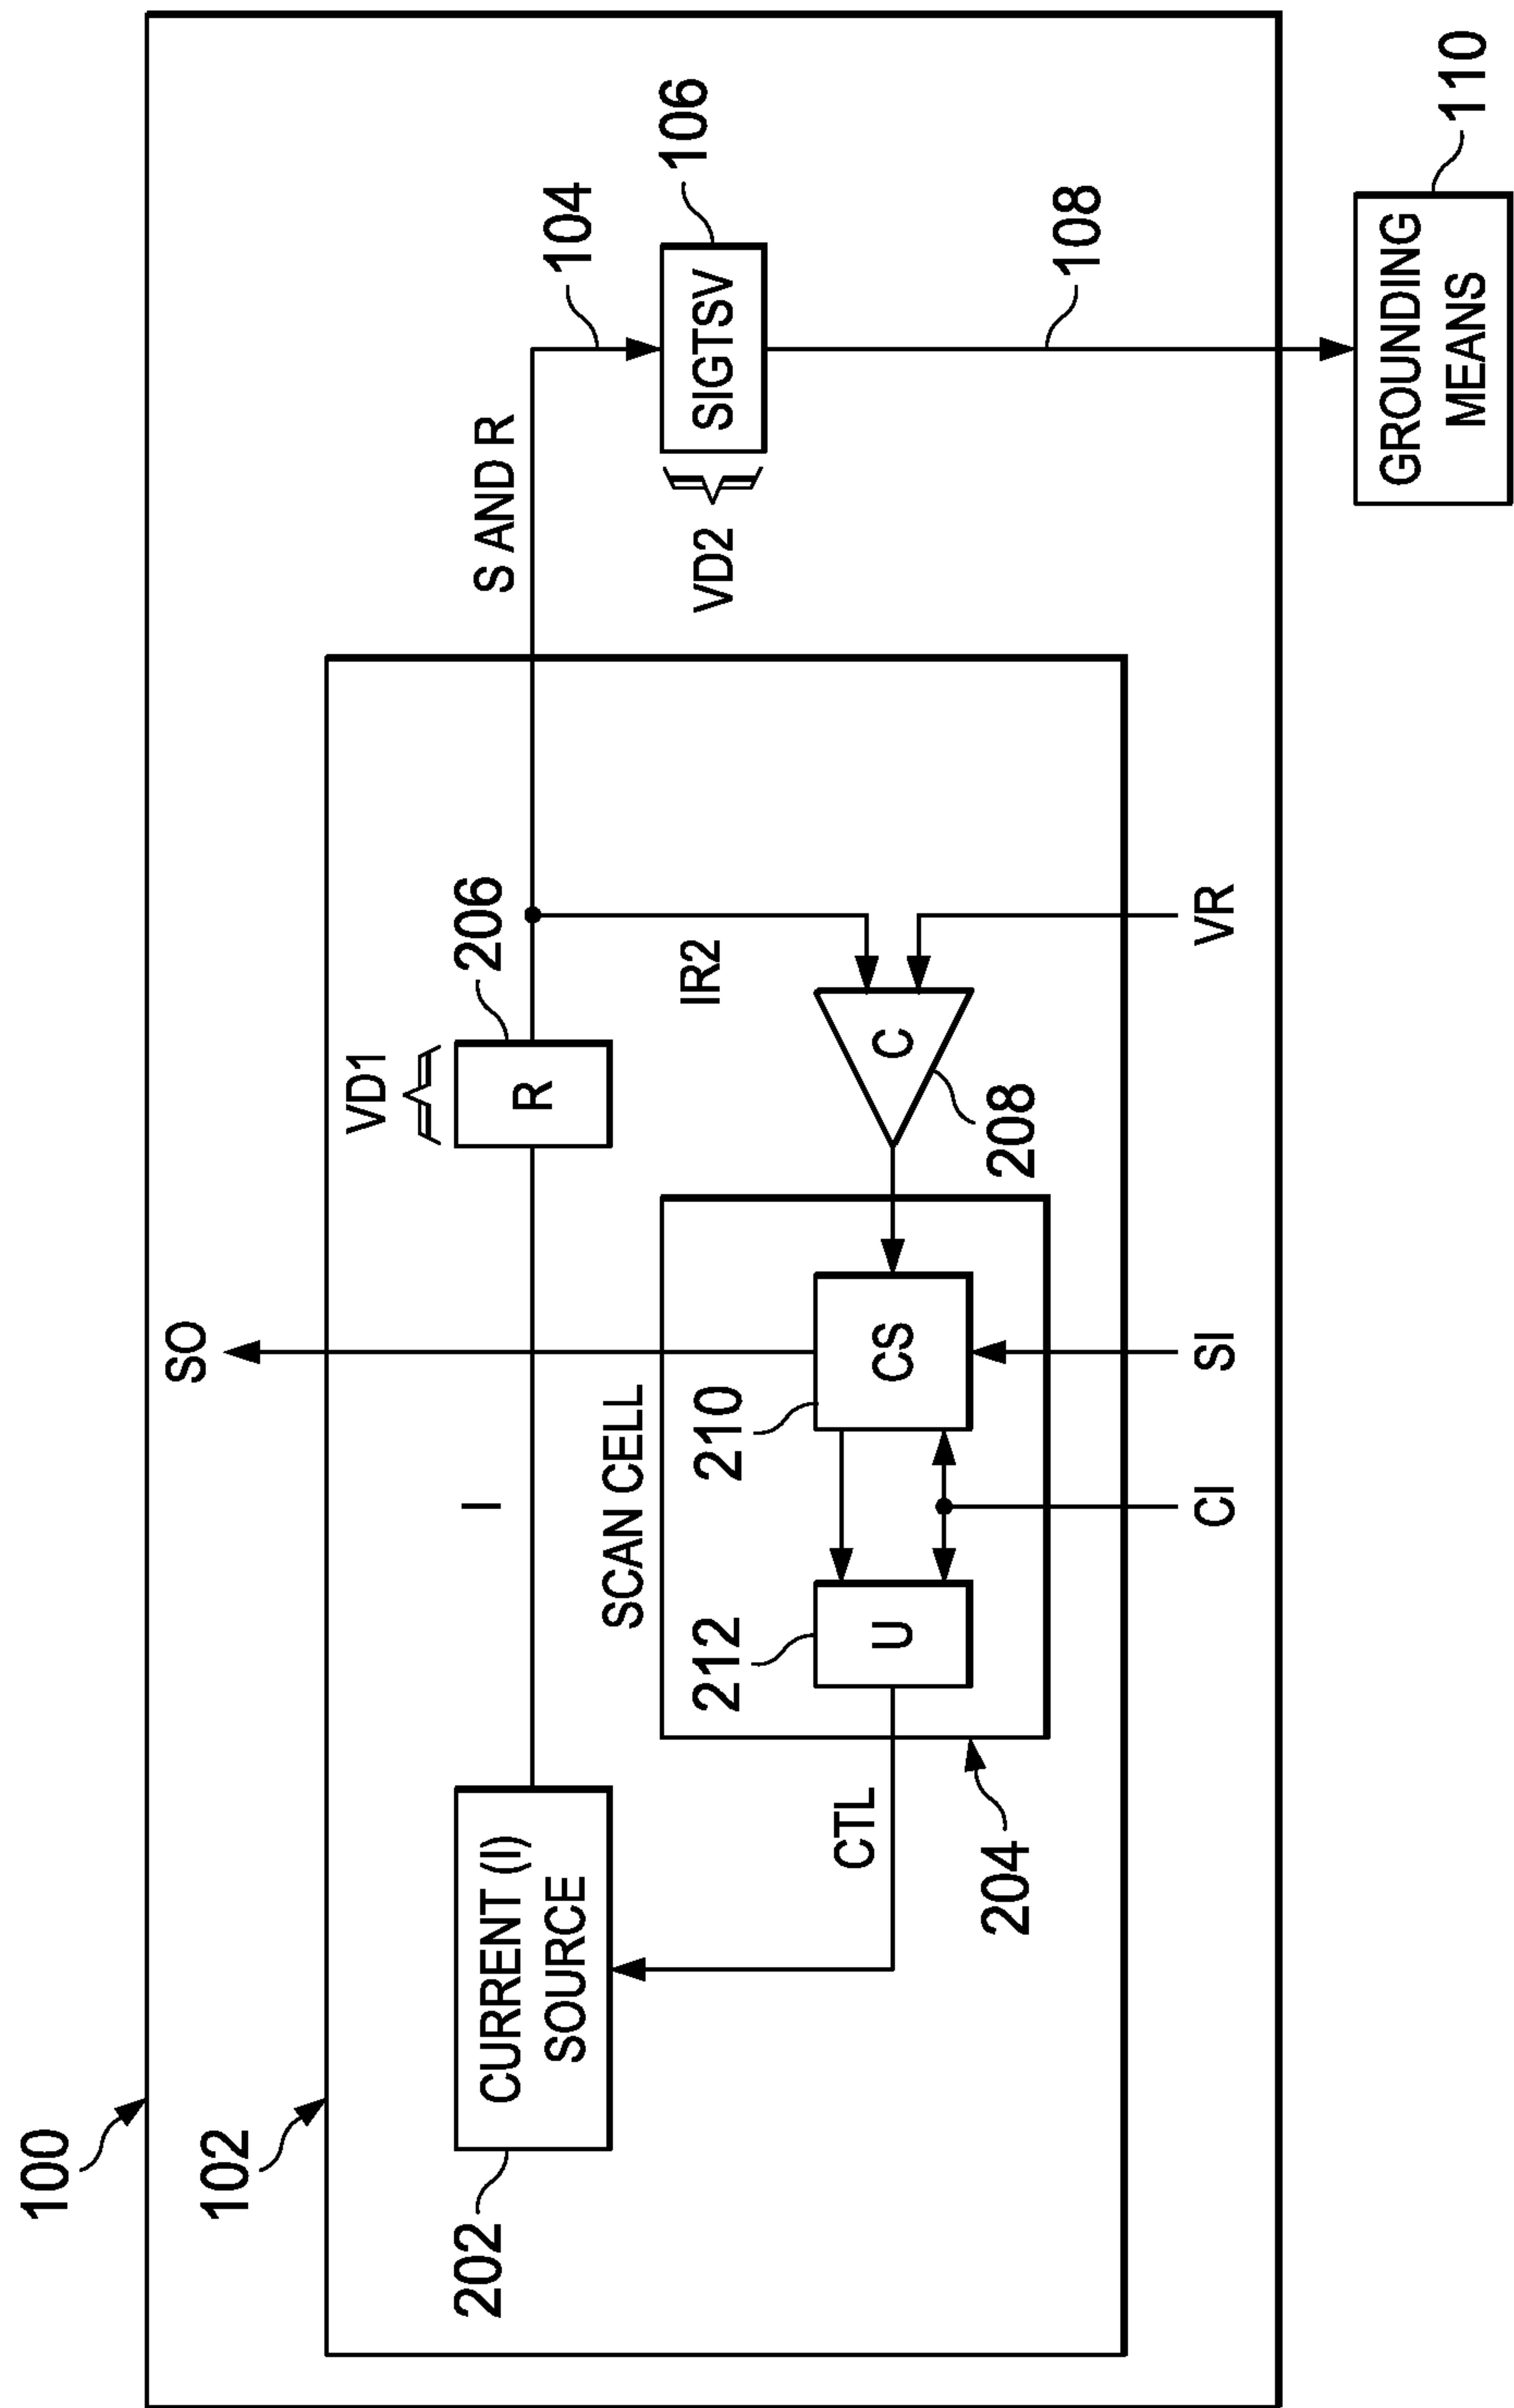 100
102
SO
202
CURRENT (I)
SOURCE
I
VD1
206
R
S AND R
104
106
SIGTSV
VD2
108
SCAN CELL
212
210
U
CS
IR2
C
208
CTL
204
CI
SI
VR
GROUNDING
MEANS
110